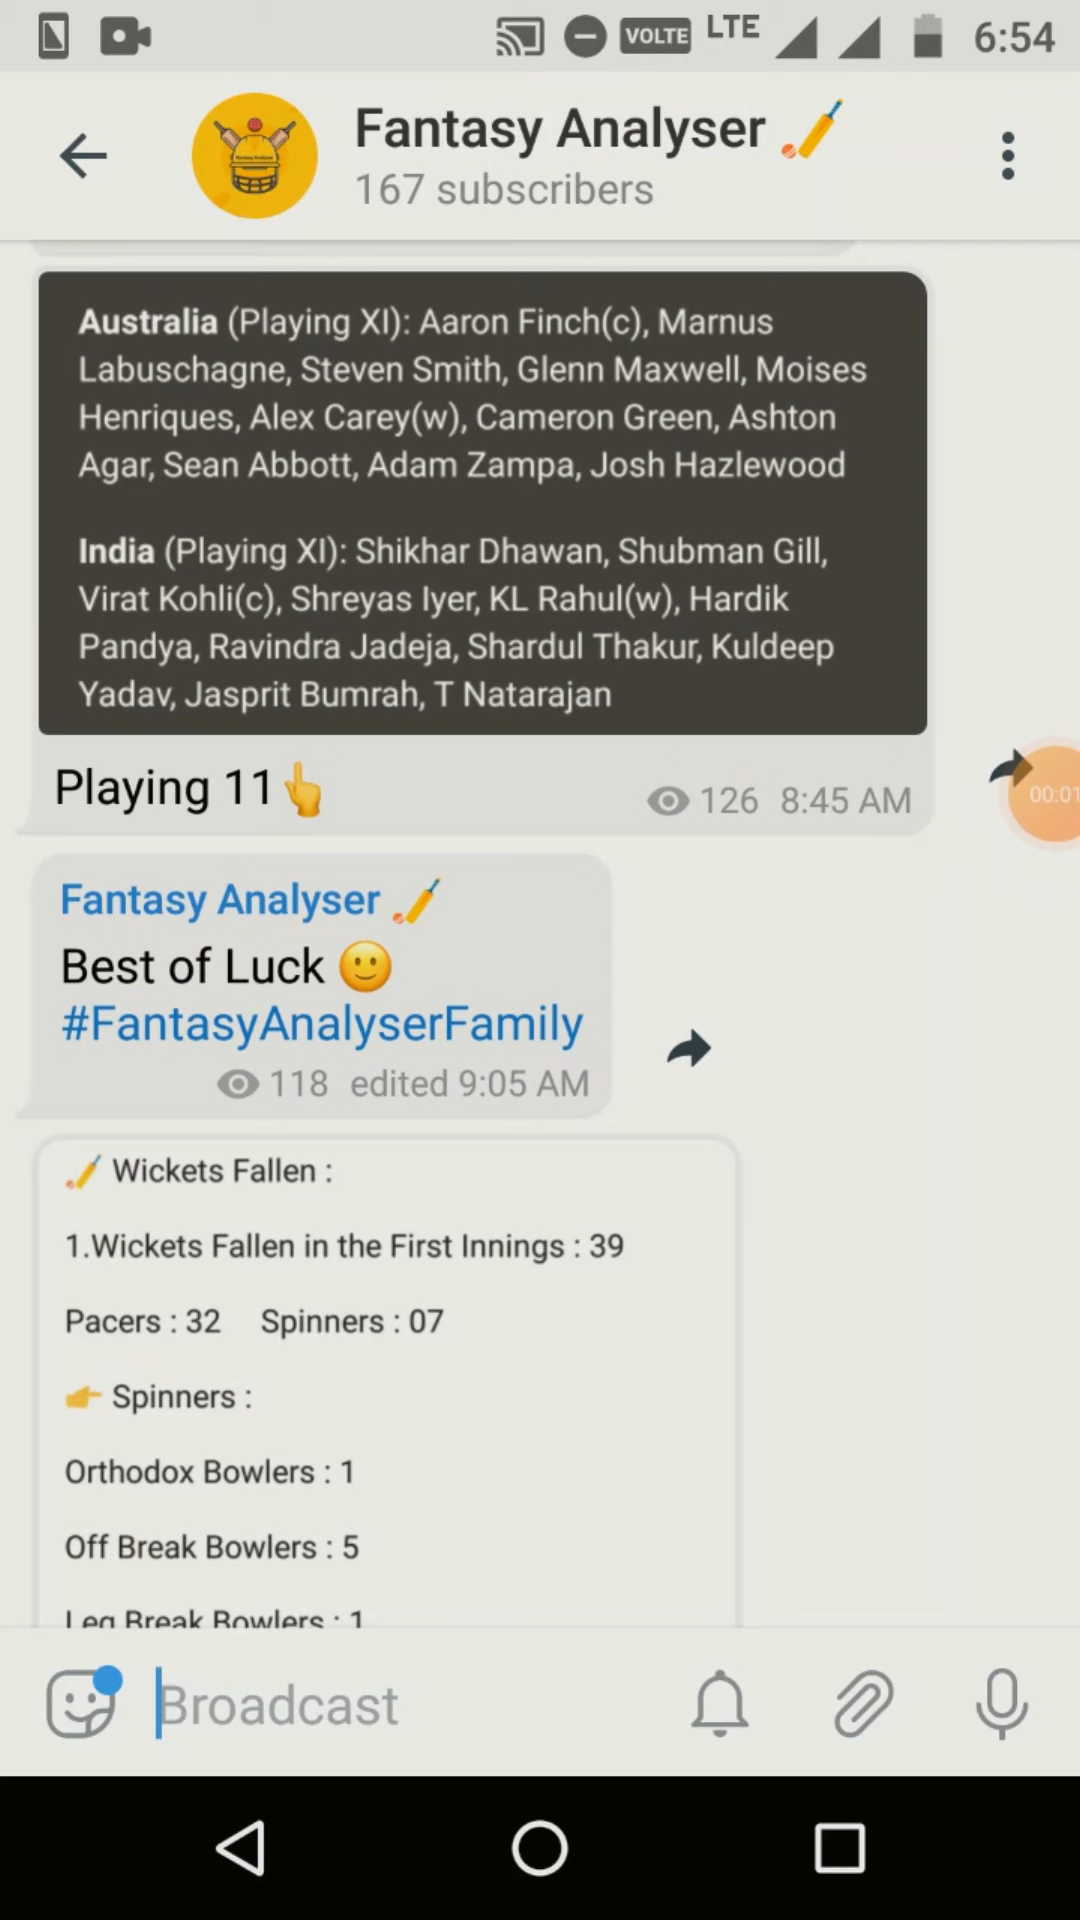 VOLTE LTE 6:54
Fantasy Analyser
167 subscribers
Australia (Playing XI): Aaron Finch(c), Marnus
Labuschagne, Steven Smith, Glenn Maxwell, Moises
Henriques, Alex Carey(w), Cameron Green, Ashton
Agar, Sean Abbott, Adam Zampa, Josh Hazlewood
India (Playing XI): Shikhar Dhawan, Shubman Gill,
Virat Kohli(c), Shreyas Iyer, KL Rahul(w), Hardik
Pandya, Ravindra Jadeja, Shardul Thakur, Kuldeep
Yadav, Jasprit Bumrah, T Natarajan
Playing 11👆 126 8:45 AM
00:01
Fantasy Analyser 🏏
Best of Luck 🙂
#FantasyAnalyserFamily
118 edited 9:05 AM
🏏 Wickets Fallen :
1.Wickets Fallen in the First Innings : 39
Pacers : 32 Spinners : 07
👉 Spinners :
Orthodox Bowlers : 1
Off Break Bowlers : 5
Leg Break Bowlers : 1
Broadcast